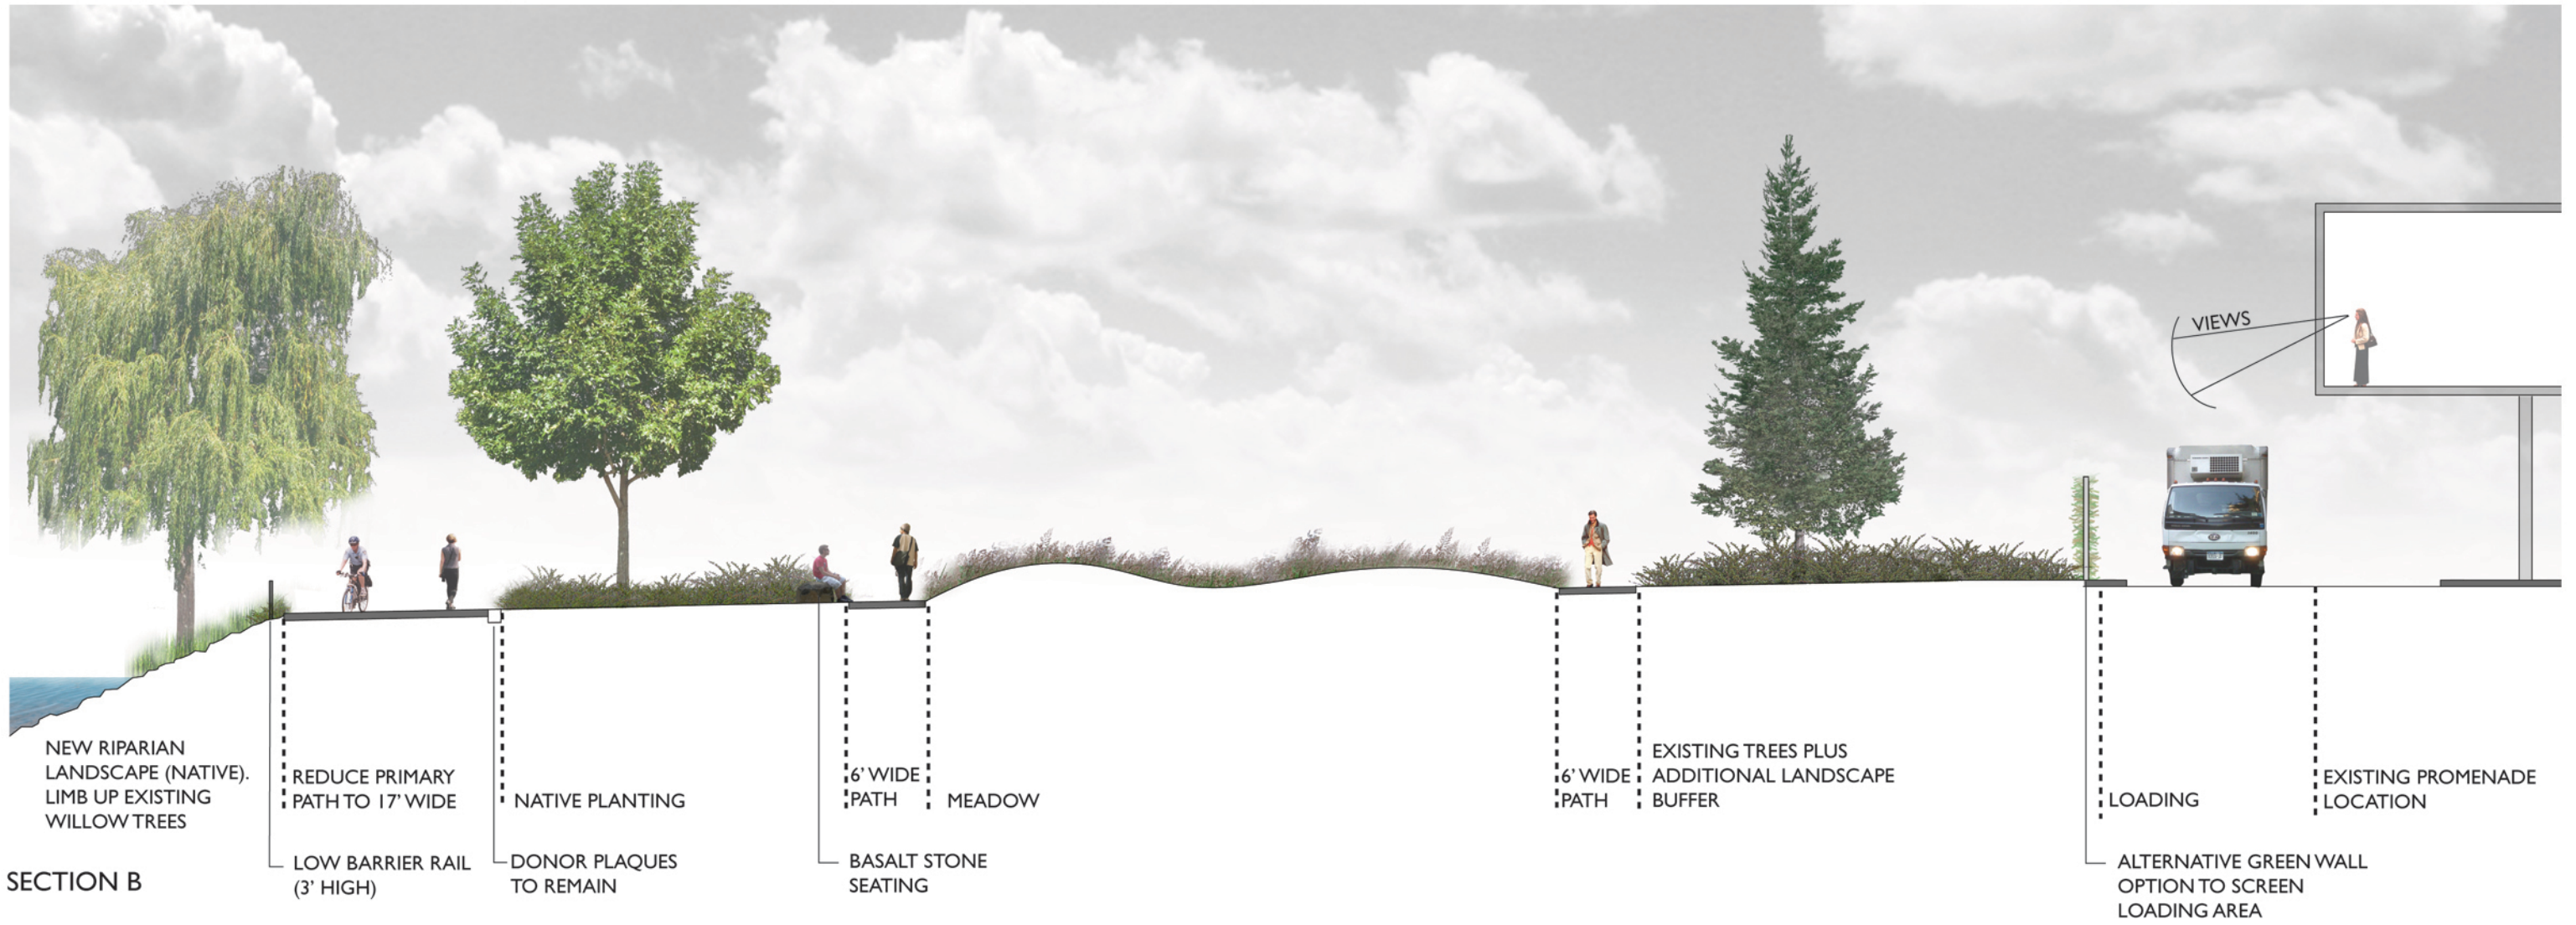 VIEWS
NEW RIPARIAN
LANDSCAPE (NATIVE).
LIMB UP EXISTING
WILLOW TREES
REDUCE PRIMARY
PATH TO 17' WIDE
NATIVE PLANTING
6' WIDE
PATH
MEADOW
6' WIDE
PATH
EXISTING TREES PLUS
ADDITIONAL LANDSCAPE
BUFFER
LOADING
EXISTING PROMENADE
LOCATION
LOW BARRIER RAIL
(3' HIGH)
DONOR PLAQUES
TO REMAIN
BASALT STONE
SEATING
ALTERNATIVE GREEN WALL
OPTION TO SCREEN
LOADING AREA
SECTION B